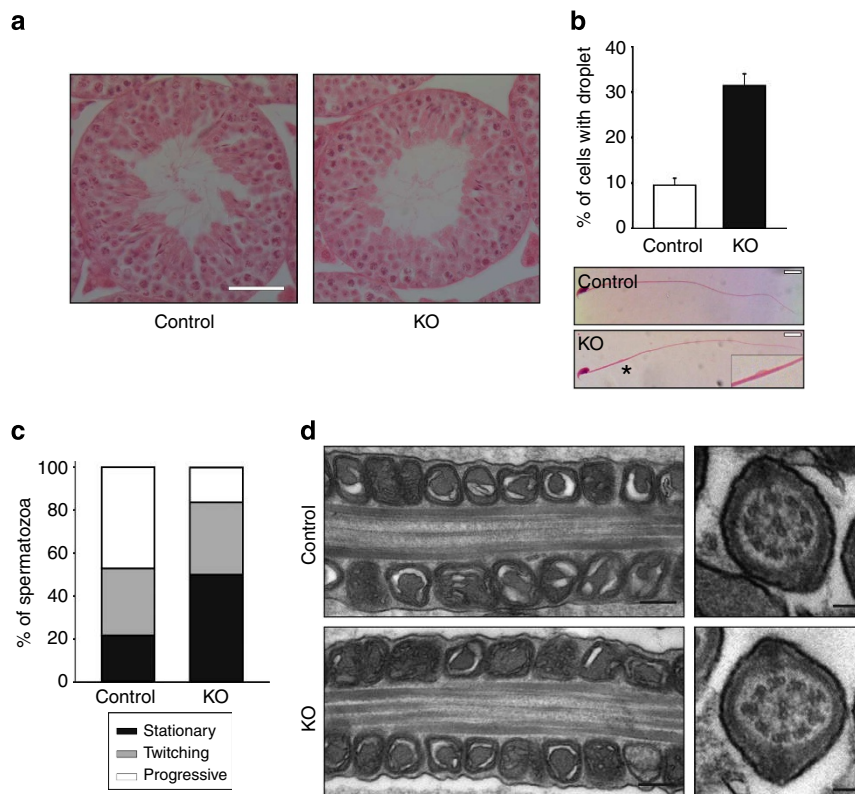 a
Control
KO
b
% of cells with droplet
40
30
20
10
0
Control
KO
Control
KO
*
c
% of spermatozoa
100
80
60
40
20
0
Control
KO
Stationary
Twitching
Progressive
d
Control
KO